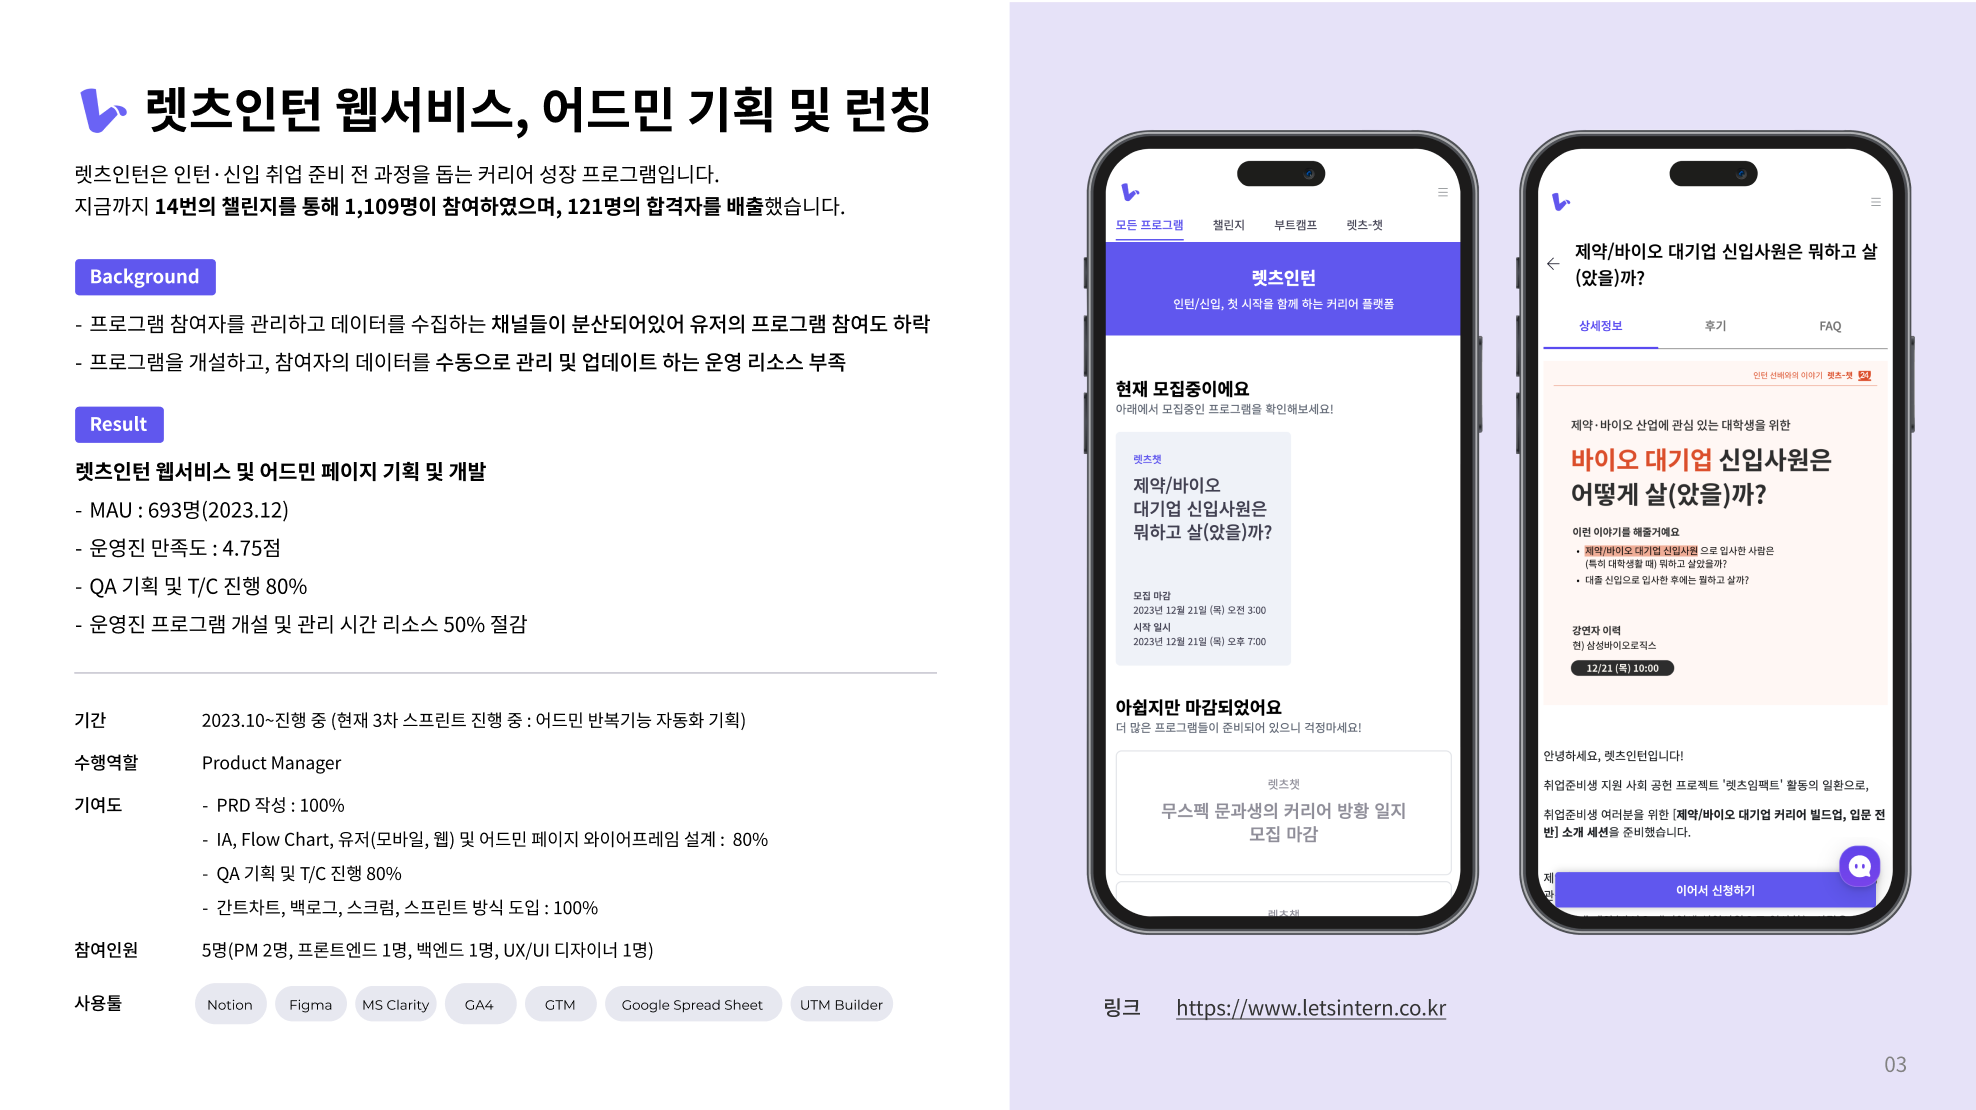 렛츠인턴 웹서비스, 어드민 기획 및 런칭
렛츠인턴은 인턴·신입 취업 준비 전 과정을 돕는 커리어 성장 프로그램입니다.
지금까지 14번의 챌린지를 통해 1,109명이 참여하였으며, 121명의 합격자를 배출했습니다.
Background
- 프로그램 참여자를 관리하고 데이터를 수집하는 채널들이 분산되어있어 유저의 프로그램 참여도 하락
- 프로그램을 개설하고, 참여자의 데이터를 수동으로 관리 및 업데이트 하는 운영 리소스 부족
Result
렛츠인턴 웹서비스 및 어드민 페이지 기획 및 개발
- MAU : 693명(2023.12)
- 운영진 만족도 : 4.75점
- QA 기획 및 T/C 진행 80%
- 운영진 프로그램 개설 및 관리 시간 리소스 50% 절감
기간 2023.10~진행 중 (현재 3차 스프린트 진행 중 : 어드민 반복기능 자동화 기획)
수행역할 Product Manager
기여도 - PRD 작성 : 100%
- IA, Flow Chart, 유저(모바일, 웹) 및 어드민 페이지 와이어프레임 설계 : 80%
- QA 기획 및 T/C 진행 80%
- 간트차트, 백로그, 스크럼, 스프린트 방식 도입 : 100%
참여인원 5명(PM 2명, 프론트엔드 1명, 백엔드 1명, UX/UI 디자이너 1명)
사용툴 Notion Figma MS Clarity GA4 GTM Google Spread Sheet UTM Builder
모든 프로그램 챌린지 부트캠프 렛츠-챗
렛츠인턴
인턴/신입, 첫 시작을 함께 하는 커리어 플랫폼
현재 모집중이에요
아래에서 모집중인 프로그램을 확인해보세요!
렛츠챗
제약/바이오
대기업 신입사원은
뭐하고 살(았을)까?
모집 마감
2023년 12월 21일 (목) 오전 3:00
시작 일시
2023년 12월 21일 (목) 오후 7:00
아쉽지만 마감되었어요
더 많은 프로그램들이 준비되어 있으니 걱정마세요!
렛츠챗
무스펙 문과생의 커리어 방황 일지
모집 마감
렛츠챗
제약/바이오 대기업 신입사원은 뭐하고 살
(았을)까?
상세정보 후기 FAQ
인턴 선배와의 이야기 렛츠-챗 24
제약·바이오 산업에 관심 있는 대학생을 위한
바이오 대기업 신입사원은
어떻게 살(았을)까?
이런 이야기를 해줄거예요
• 제약/바이오 대기업 신입사원 으로 입사한 사람은
(특히 대학생활 때) 뭐하고 살았을까?
• 대졸 신입으로 입사한 후에는 뭘하고 살까?
강연자 이력
현) 삼성바이오로직스
12/21 (목) 10:00
안녕하세요, 렛츠인턴입니다!
취업준비생 지원 사회 공헌 프로젝트 '렛츠임팩트' 활동의 일환으로,
취업준비생 여러분을 위한 [제약/바이오 대기업 커리어 빌드업, 입문 전
반] 소개 세션을 준비했습니다.
제
관
이어서 신청하기
링크 https://www.letsintern.co.kr
03